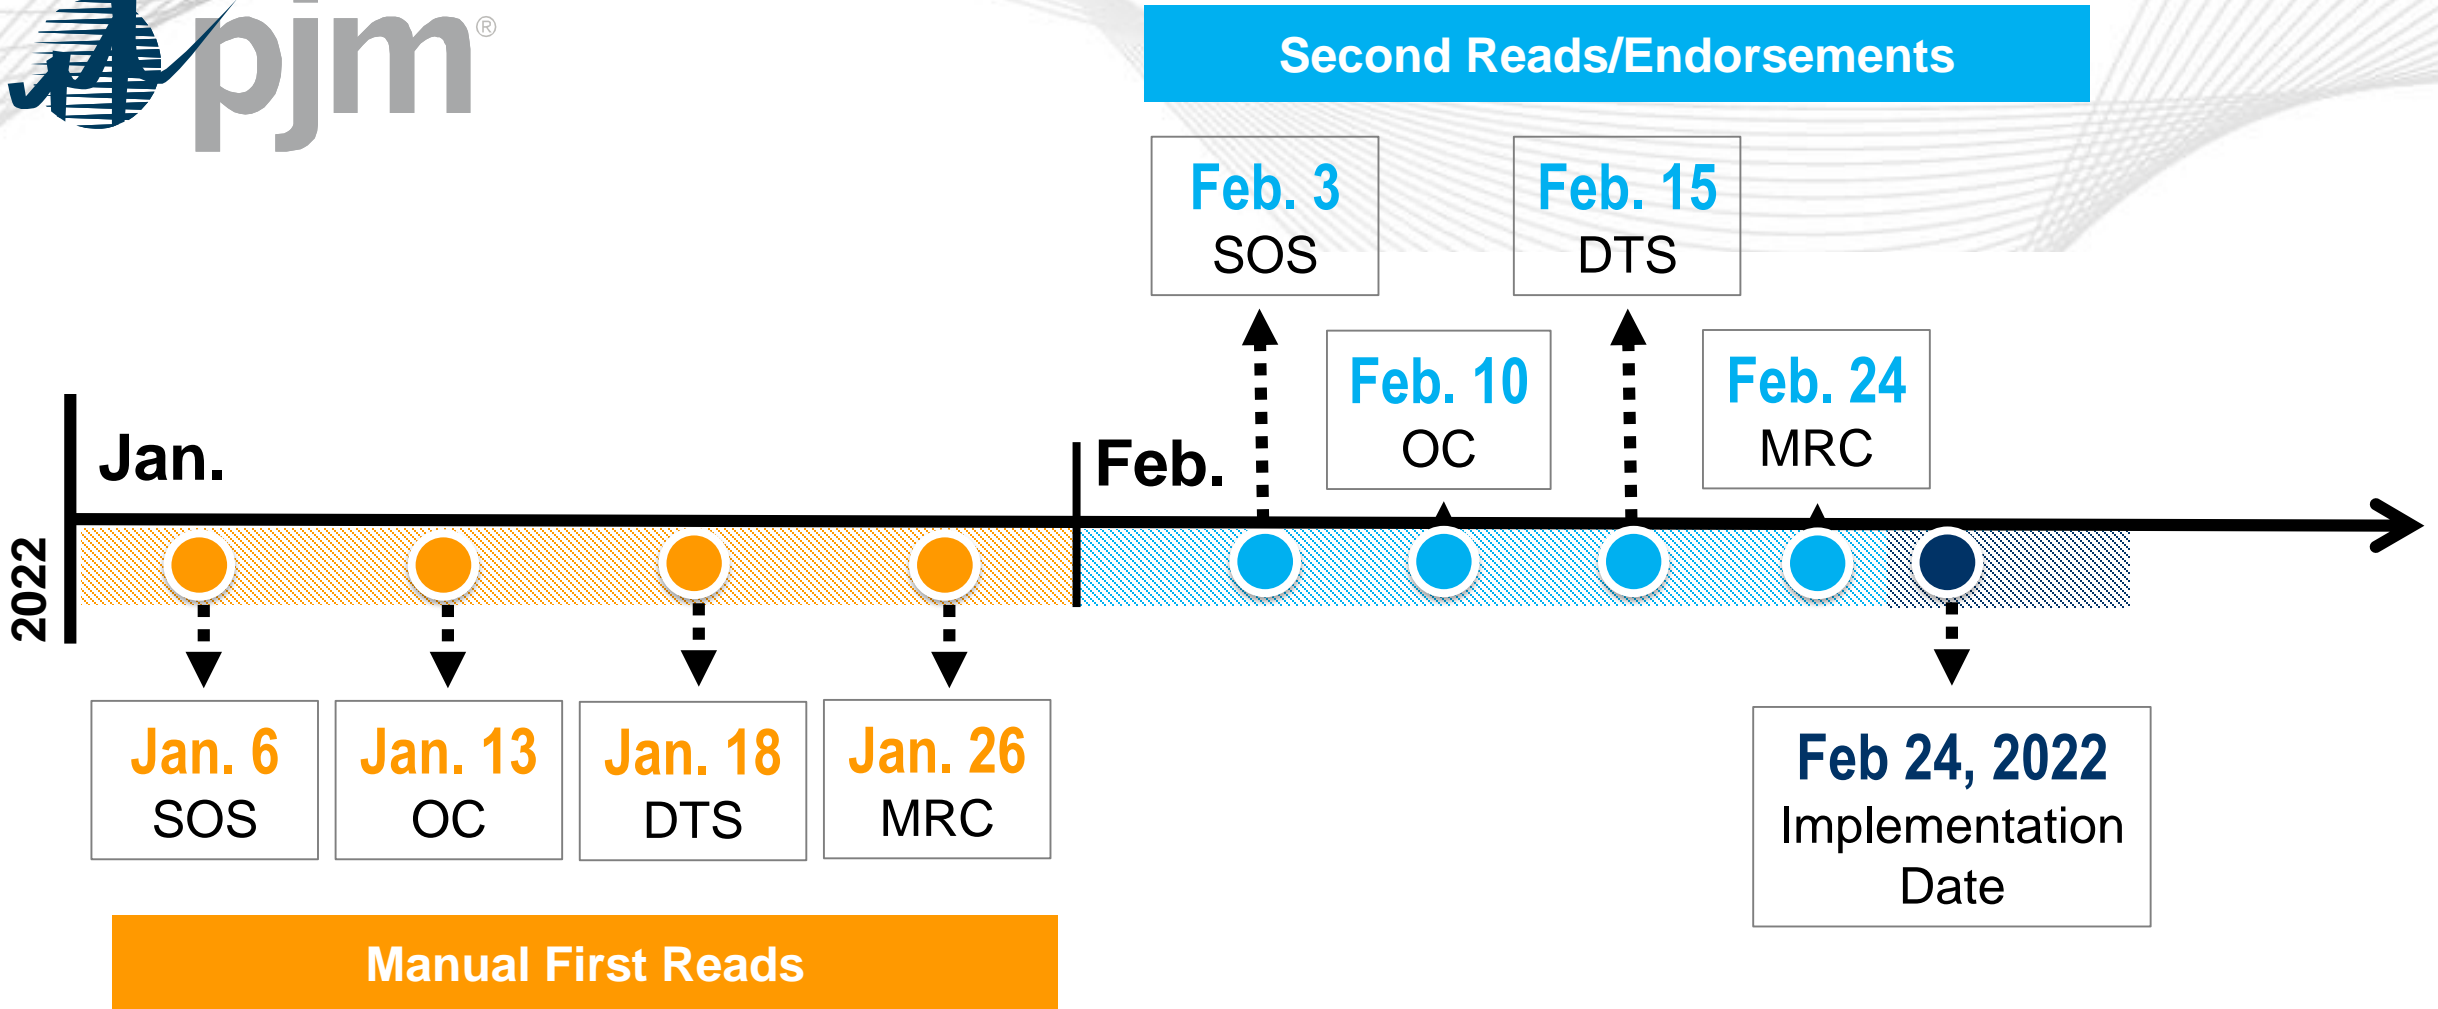 pjm®
Second Reads/Endorsements
Feb. 3
SOS
Feb. 15
DTS
Feb. 10
OC
Feb. 24
MRC
Jan.
Feb.
2022
Jan. 6
SOS
Jan. 13
OC
Jan. 18
DTS
Jan. 26
MRC
Feb 24, 2022
Implementation
Date
Manual First Reads